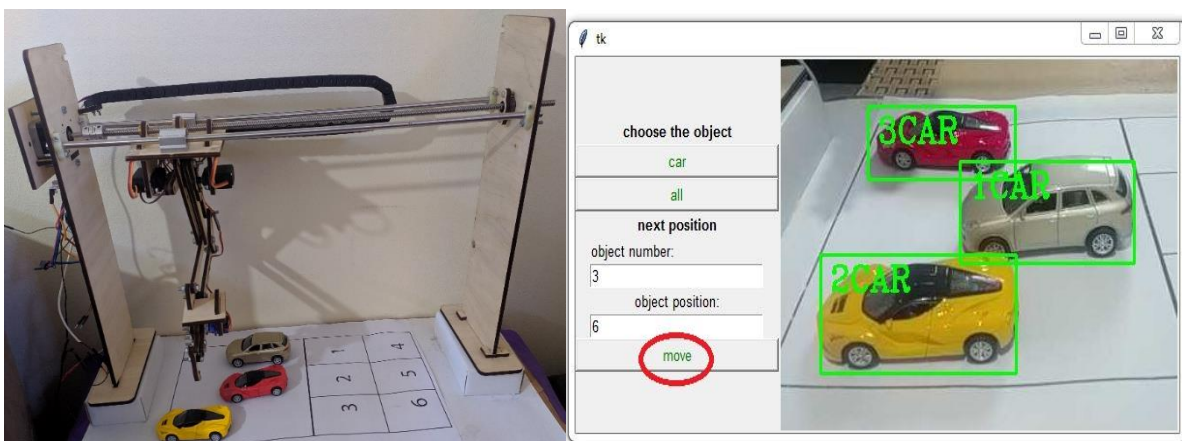 1 4
2 5
3 6
tk
choose the object
car
all
next position
object number:
3
object position:
6
move
3CAR
1CAR
2CAR